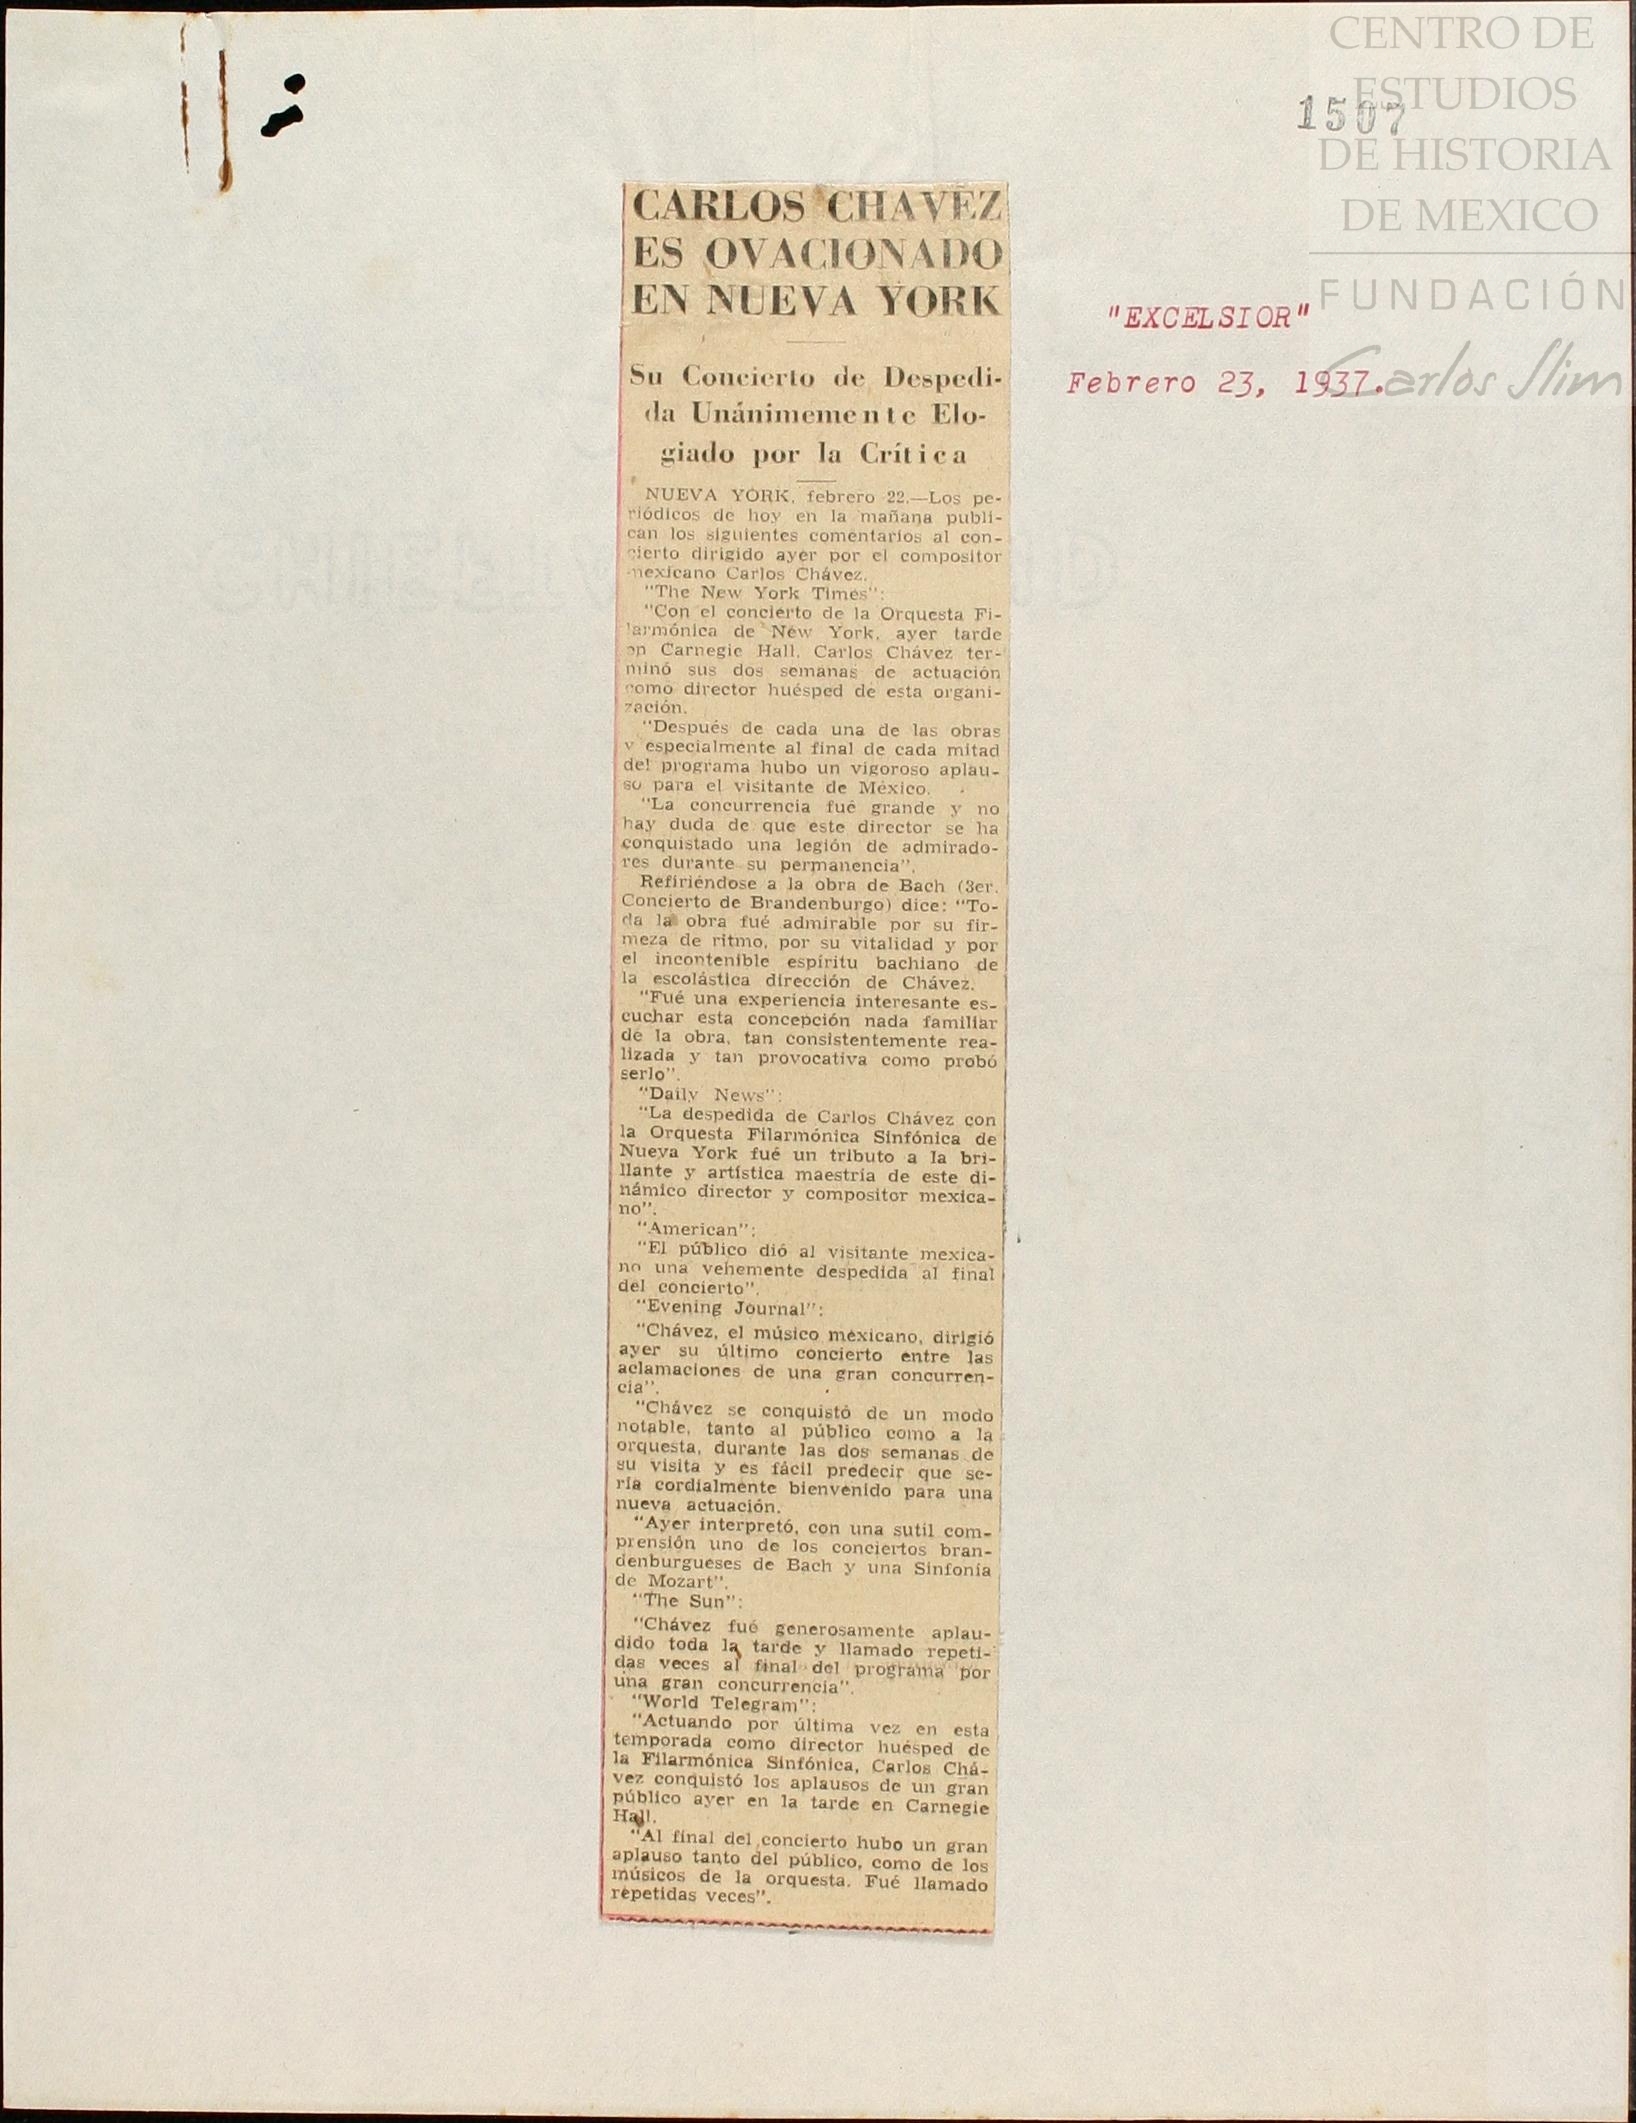 CENTRO DE
ESTUDIOS
1507
DE HISTORIA
DE MEXICO
FUNDACIÓN
Carlos Slim
"EXCELSIOR"
Febrero 23, 1937.
CARLOS CHAVEZ
ES OVACIONADO
EN NUEVA YORK
Su Concierto de Despedi-
da Unánimemente Elo-
giado por la Crítica
NUEVA YORK, febrero 22.—Los pe-
riódicos de hoy en la mañana publi-
can los siguientes comentarios al con-
cierto dirigido ayer por el compositor
mexicano Carlos Chávez.
"The New York Times":
"Con el concierto de la Orquesta Fi-
larmónica de New York, ayer tarde
en Carnegie Hall, Carlos Chávez ter-
minó sus dos semanas de actuación
como director huésped de esta organi-
zación.
"Después de cada una de las obras
y especialmente al final de cada mitad
del programa hubo un vigoroso aplau-
so para el visitante de México.
"La concurrencia fué grande y no
hay duda de que este director se ha
conquistado una legión de admirado-
res durante su permanencia".
Refiriéndose a la obra de Bach (3er.
Concierto de Brandenburgo) dice: "To-
da la obra fué admirable por su fir-
meza de ritmo, por su vitalidad y por
el incontenible espíritu bachiano de
la escolástica dirección de Chávez.
"Fué una experiencia interesante es-
cuchar esta concepción nada familiar
de la obra, tan consistentemente rea-
lizada y tan provocativa como probó
serlo".
"Daily News":
"La despedida de Carlos Chávez con
la Orquesta Filarmónica Sinfónica de
Nueva York fué un tributo a la bri-
llante y artística maestría de este di-
námico director y compositor mexica-
no".
"American":
"El público dió al visitante mexica-
no una vehemente despedida al final
del concierto".
"Evening Journal":
"Chávez, el músico mexicano, dirigió
ayer su último concierto entre las
aclamaciones de una gran concurren-
cia".
"Chávez se conquistó de un modo
notable, tanto al público como a la
orquesta, durante las dos semanas de
su visita y es fácil predecir que se-
ría cordialmente bienvenido para una
nueva actuación.
"Ayer interpretó, con una sutil com-
prensión uno de los conciertos bran-
denburgueses de Bach y una Sinfonía
de Mozart".
"The Sun":
"Chávez fué generosamente aplau-
dido toda la tarde y llamado repeti-
das veces al final del programa por
una gran concurrencia".
"World Telegram":
"Actuando por última vez en esta
temporada como director huésped de
la Filarmónica Sinfónica, Carlos Chá-
vez conquistó los aplausos de un gran
público ayer en la tarde en Carnegie
Hall.
"Al final del concierto hubo un gran
aplauso tanto del público, como de los
músicos de la orquesta. Fué llamado
repetidas veces".